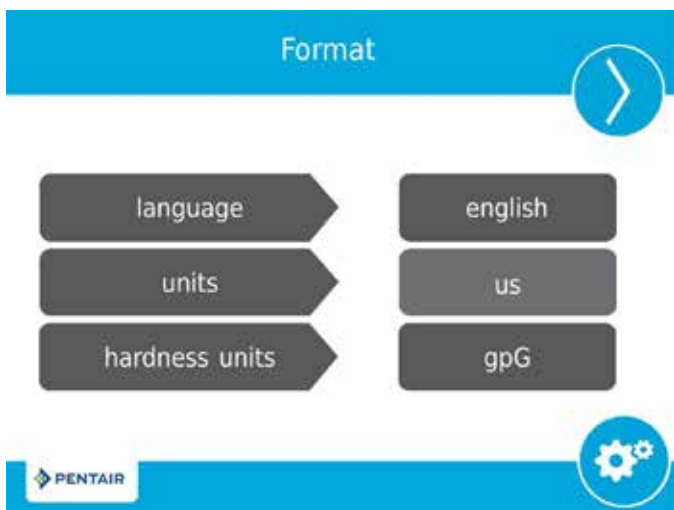 Format
language english
units us
hardness units gpG
PENTAIR